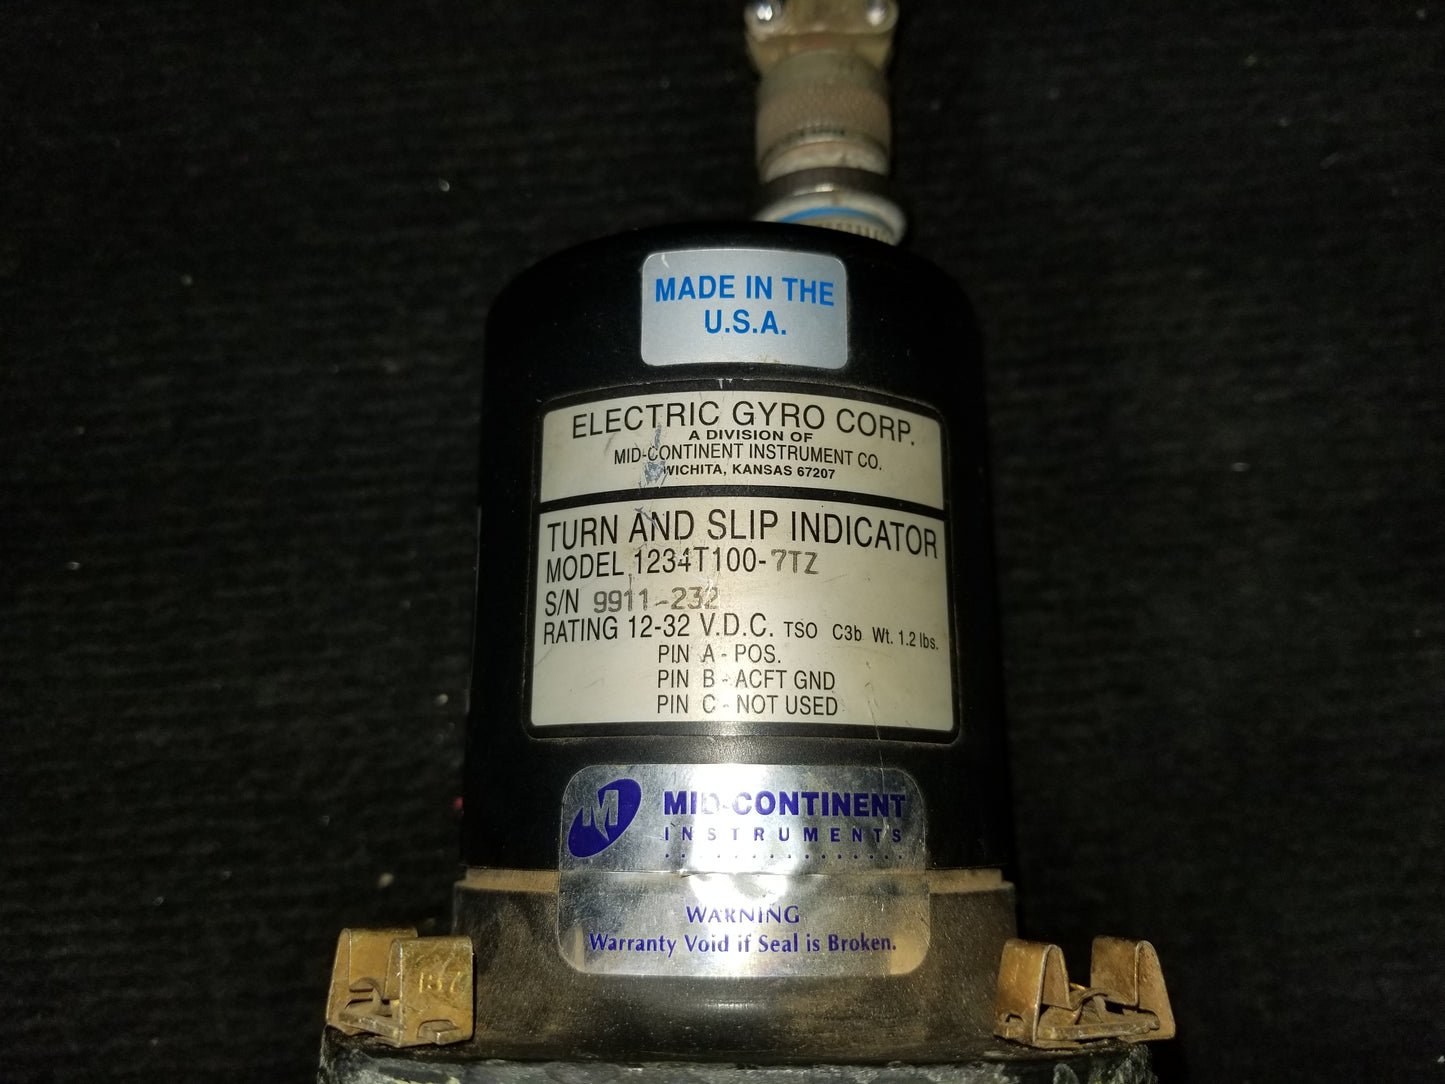 MADE IN THE
U.S.A.
ELECTRIC GYRO CORP.
A DIVISION OF
MID-CONTINENT INSTRUMENT CO.
WICHITA, KANSAS 67207
TURN AND SLIP INDICATOR
MODEL 1234T100-7TZ
S/N 9911-232
RATING 12-32 V.D.C. TSO C3b Wt. 1.2 lbs.
PIN A - POS.
PIN B - ACFT GND
PIN C - NOT USED
M MID-CONTINENT
INSTRUMENTS
WARNING
Warranty Void if Seal is Broken.
137